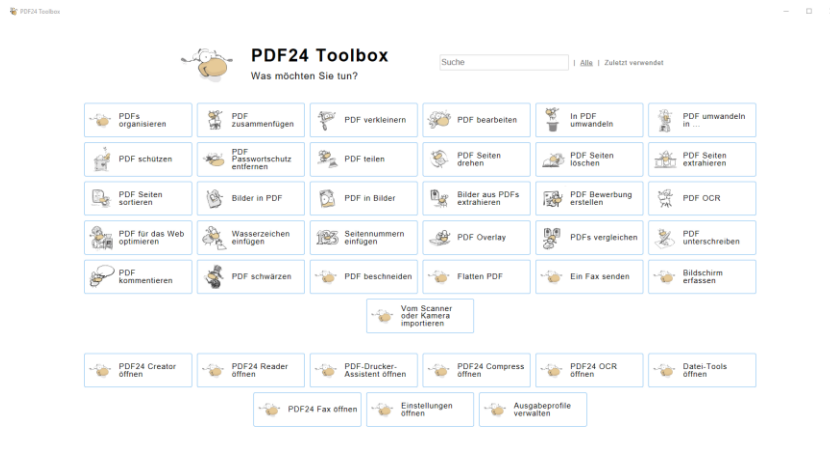 PDF24 Toolbox
PDF24 Toolbox
Was möchten Sie tun?
Suche
| Alle | Zuletzt verwendet
PDFs
organisieren
PDF
zusammenfügen
PDF verkleinern
PDF bearbeiten
In PDF
umwandeln
PDF umwandeln
in ...
PDF schützen
PDF
Passwortschutz
entfernen
PDF teilen
PDF Seiten
drehen
PDF Seiten
löschen
PDF Seiten
extrahieren
PDF Seiten
sortieren
Bilder in PDF
PDF in Bilder
Bilder aus PDFs
extrahieren
PDF Bewerbung
erstellen
PDF OCR
PDF für das Web
optimieren
Wasserzeichen
einfügen
Seitennummern
einfügen
PDF Overlay
PDFs vergleichen
PDF
unterschreiben
PDF
kommentieren
PDF schwärzen
PDF beschneiden
Flatten PDF
Ein Fax senden
Bildschirm
erfassen
Vom Scanner
oder Kamera
importieren
PDF24 Creator
öffnen
PDF24 Reader
öffnen
PDF-Drucker-
Assistent öffnen
PDF24 Compress
öffnen
PDF24 OCR
öffnen
Datei-Tools
öffnen
PDF24 Fax öffnen
Einstellungen
öffnen
Ausgabeprofile
verwalten